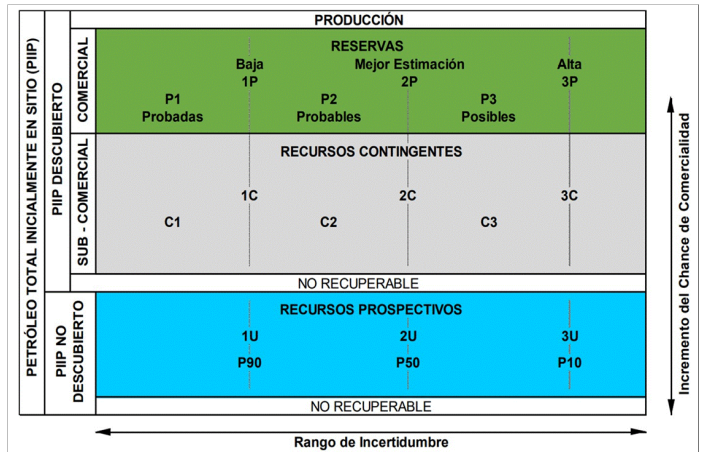 PRODUCCIÓN
RESERVAS
Baja
1P
Mejor Estimación
2P
Alta
3P
P1
Probadas
P2
Probables
P3
Posibles
RECURSOS CONTINGENTES
1C
2C
3C
C1
C2
C3
NO RECUPERABLE
RECURSOS PROSPECTIVOS
1U
2U
3U
P90
P50
P10
NO RECUPERABLE
Rango de Incertidumbre
PETRÓLEO TOTAL INICIALMENTE EN SITIO (PIIP)
PIIP DESCUBIERTO
COMERCIAL
SUB - COMERCIAL
PIIP NO
DESCUBIERTO
Incremento del Chance de Comercialidad